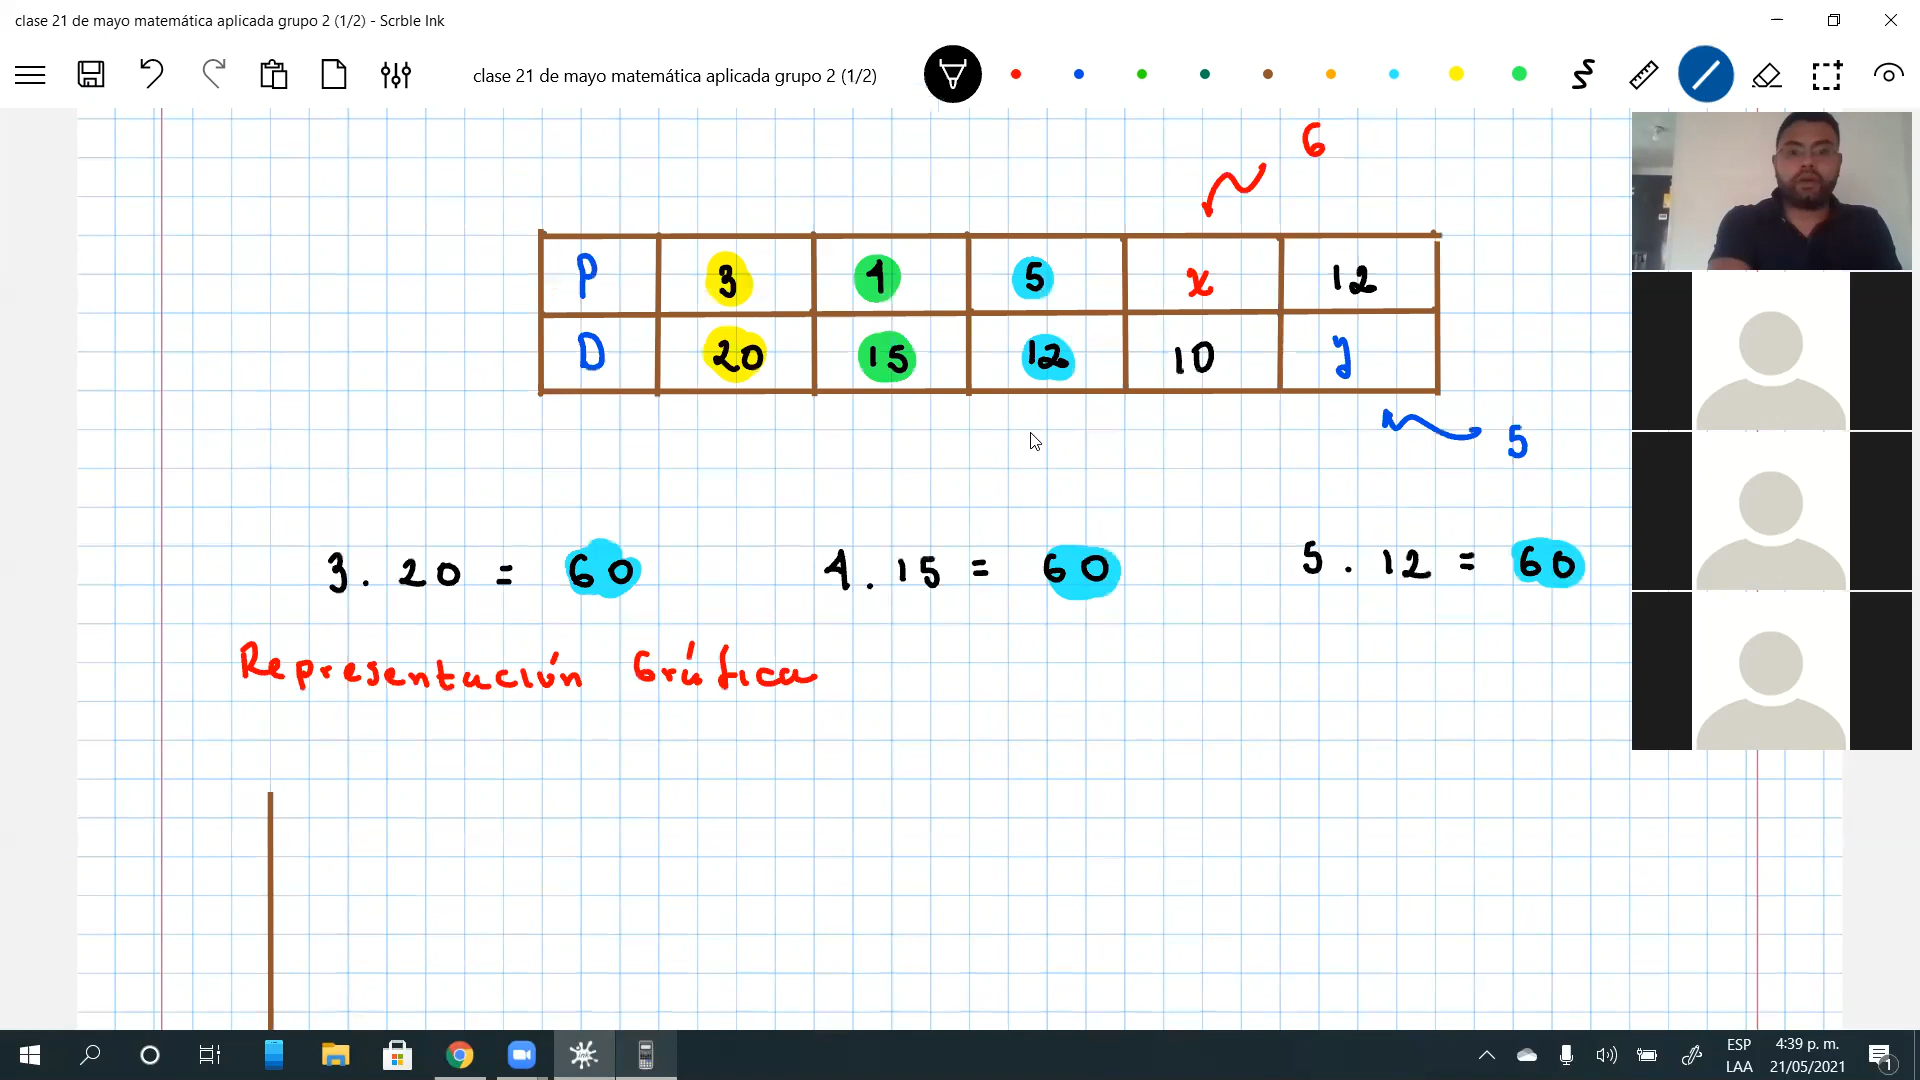 clase 21 de mayo matemática aplicada grupo 2 (1/2) - Scrble Ink
clase 21 de mayo matemática aplicada grupo 2 (1/2)
6
P 3 4 5 x 12
D 20 15 12 10 y
5
3 . 20 = 60 4 . 15 = 60 5 . 12 = 60
Representación Gráfica
ESP 4:39 p. m.
LAA 21/05/2021 1